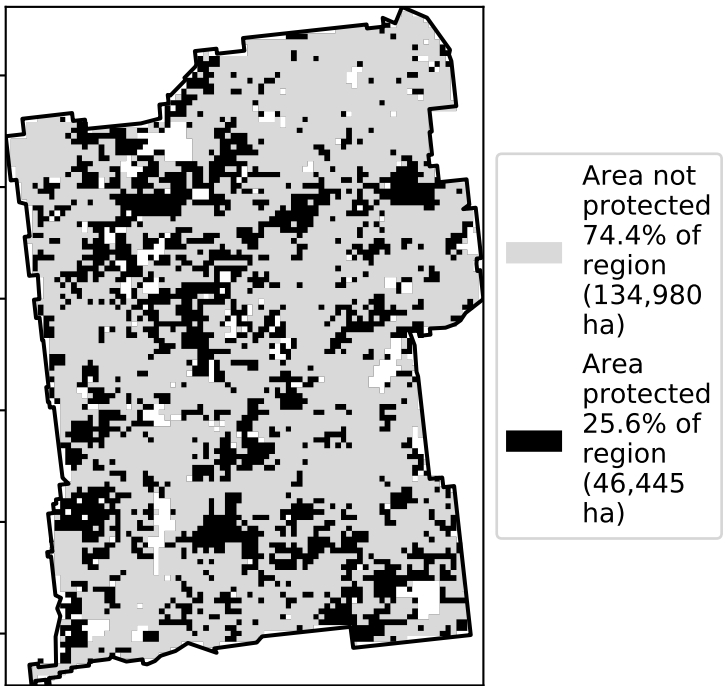 Area not
protected
74.4% of
region
(134,980
ha)
Area
protected
25.6% of
region
(46,445
ha)